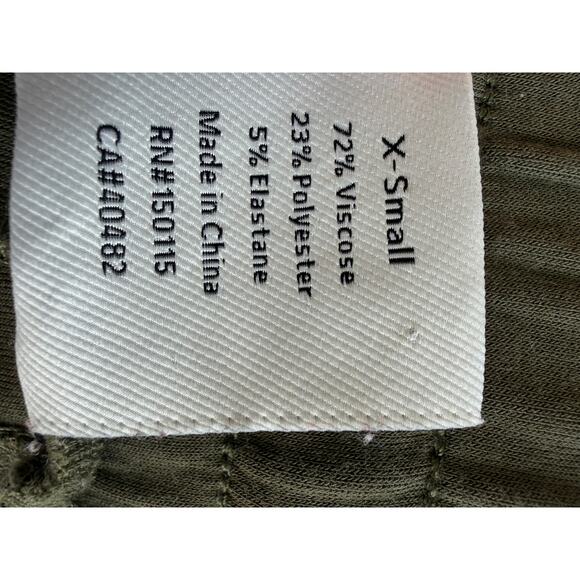 X-Small
72% Viscose
23% Polyester
5% Elastane
Made in China
RN#150115
CA#40482